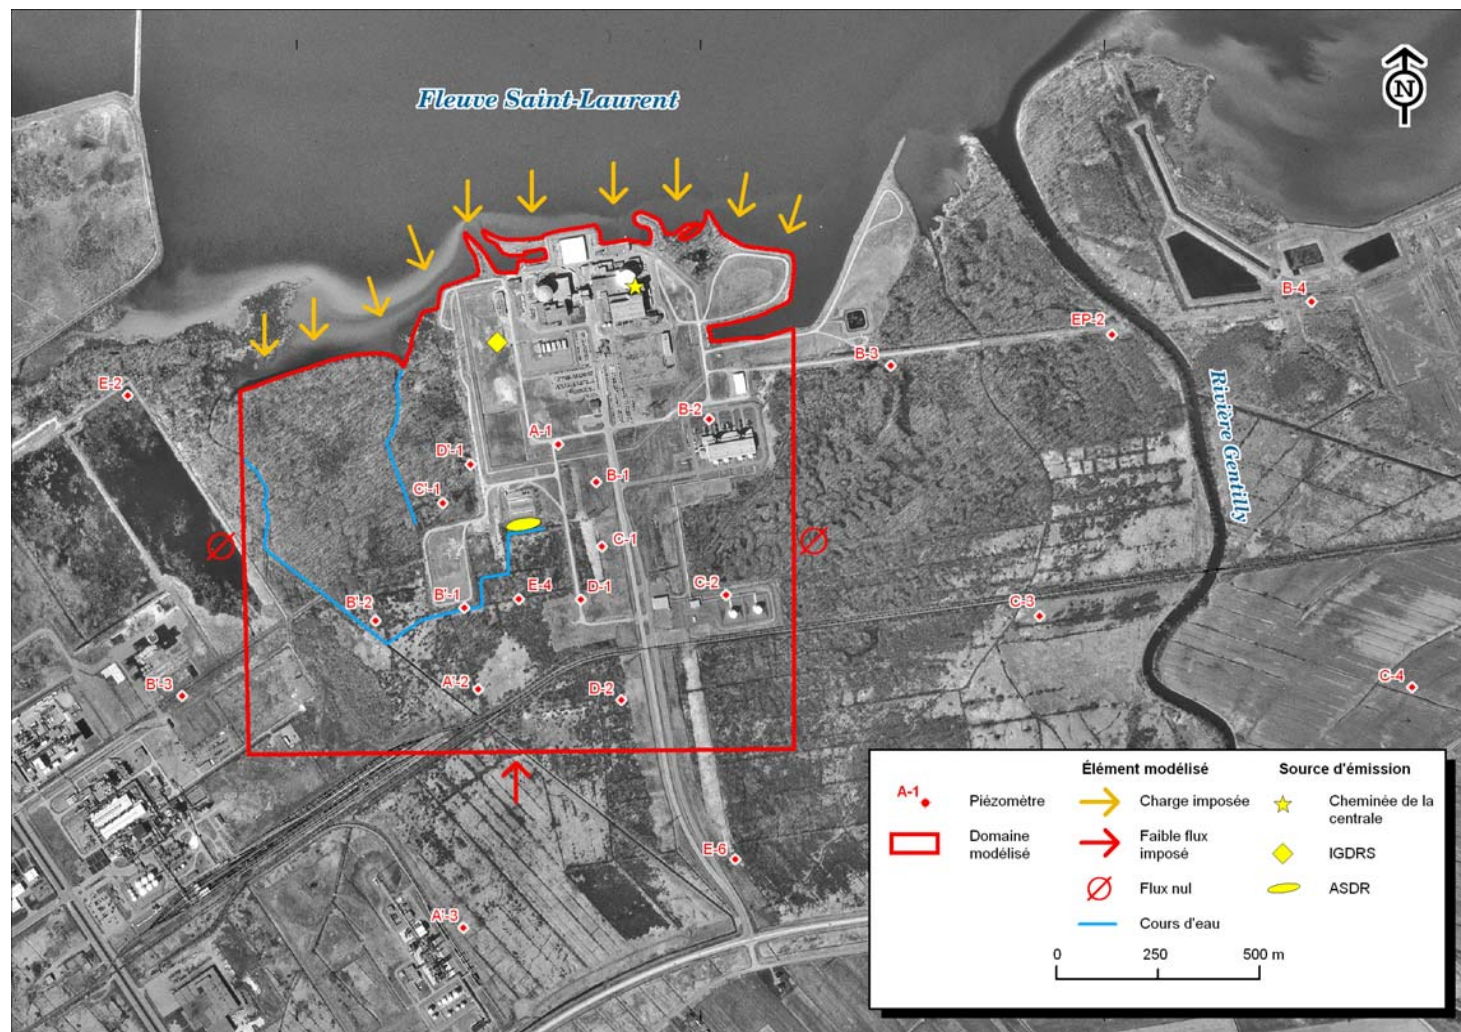 Fleuve Saint-Laurent
N
B-4
EP-2
B-3
E-2
Rivière Gentilly
B-2
A-1
D'-1
B-1
C'-1
C-1
C-2
E-4
D-1
B'-1
B'-2
C-3
A'-2
B'-3
D-2
C-4
E-6
A'-3
Élément modélisé
Source d'émission
A-1
Piézomètre
Charge imposée
Cheminée de la
centrale
Domaine
modélisé
Faible flux
imposé
IGDRS
Flux nul
ASDR
Cours d'eau
0
250
500 m